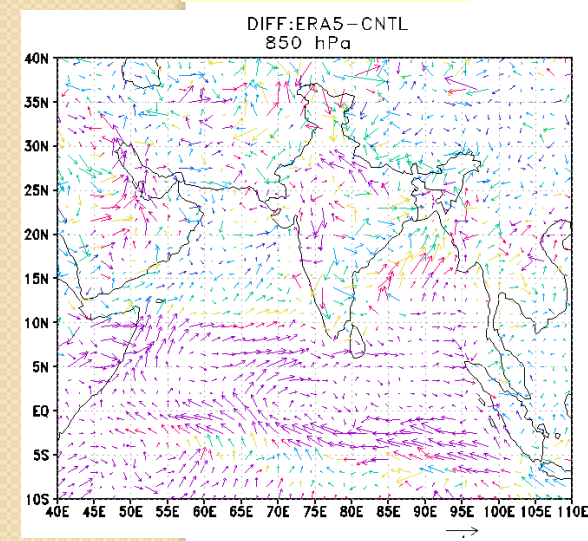 DIFF:ERA5-CNTL
850 hPa
40N
35N
30N
25N
20N
15N
10N
5N
EQ
5S
10S
40E 45E 50E 55E 60E 65E 70E 75E 80E 85E 90E 95E 100E 105E 110E